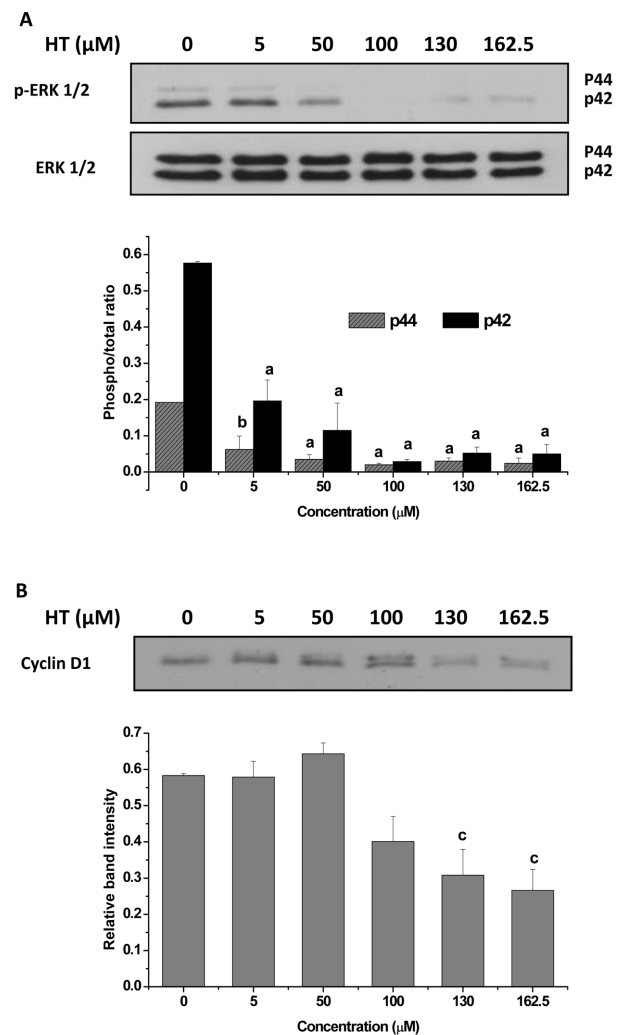 A
HT (μM) 0 5 50 100 130 162.5
p-ERK 1/2
P44
p42
ERK 1/2
P44
p42
Phospho/total ratio
0.6
0.5
0.4
0.3
0.2
0.1
0.0
p44 p42
b a a a a a a a a a
0 5 50 100 130 162.5
Concentration (μM)
B
HT (μM) 0 5 50 100 130 162.5
Cyclin D1
Relative band intensity
0.7
0.6
0.5
0.4
0.3
0.2
0.1
0.0
c c
0 5 50 100 130 162.5
Concentration (μM)